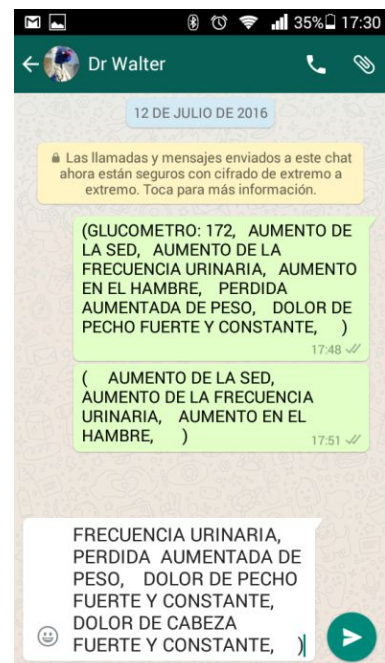 35% 17:30
Dr Walter
12 DE JULIO DE 2016
Las llamadas y mensajes enviados a este chat
ahora están seguros con cifrado de extremo a
extremo. Toca para más información.
(GLUCOMETRO: 172, AUMENTO DE
LA SED, AUMENTO DE LA
FRECUENCIA URINARIA, AUMENTO
EN EL HAMBRE, PERDIDA
AUMENTADA DE PESO, DOLOR DE
PECHO FUERTE Y CONSTANTE, )
17:48
( AUMENTO DE LA SED,
AUMENTO DE LA FRECUENCIA
URINARIA, AUMENTO EN EL
HAMBRE, )
17:51
FRECUENCIA URINARIA,
PERDIDA AUMENTADA DE
PESO, DOLOR DE PECHO
FUERTE Y CONSTANTE,
DOLOR DE CABEZA
FUERTE Y CONSTANTE, )